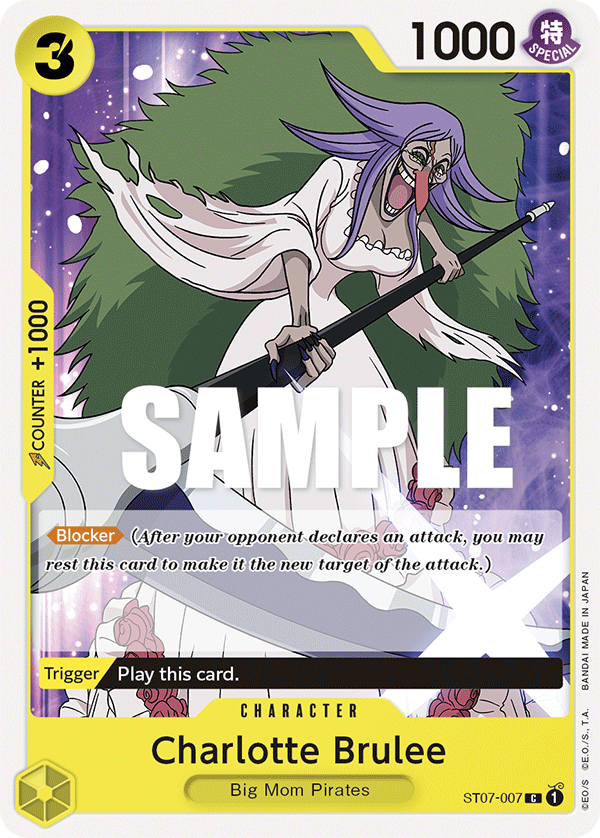 3
1000
特
SPECIAL
COUNTER +1000
SAMPLE
Blocker (After your opponent declares an attack, you may
rest this card to make it the new target of the attack.)
Trigger Play this card.
CHARACTER
Charlotte Brulee
Big Mom Pirates
ST07-007 C 1
©EO/S ©E.O./S., T.A. BANDAI MADE IN JAPAN